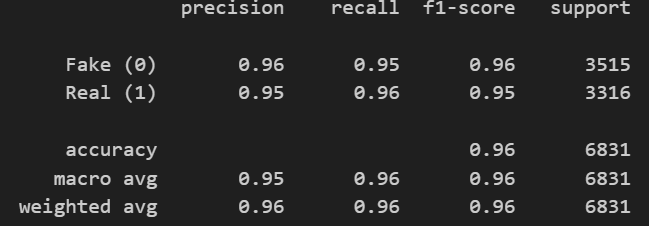 precision recall f1-score support
Fake (0) 0.96 0.95 0.96 3515
Real (1) 0.95 0.96 0.95 3316
accuracy 0.96 6831
macro avg 0.95 0.96 0.96 6831
weighted avg 0.96 0.96 0.96 6831